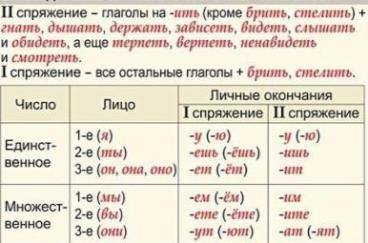 II спряжение – глаголы на -ить (кроме брить, стелить) +
гнать, дышать, держать, зависеть, видеть, слышать
и обидеть, а еще терпеть, вертеть, ненавидеть
и смотреть.
I спряжение – все остальные глаголы + брить, стелить.
Число Лицо Личные окончания
I спряжение II спряжение
Единст-
венное
1-е (я) -у (-ю) -у (-ю)
2-е (ты) -ешь (-ёшь) -ишь
3-е (он, она, оно) -ет (-ёт) -ит
Множест-
венное
1-е (мы) -ем (-ём) -им
2-е (вы) -ете (-ёте) -ите
3-е (они) -ут (-ют) -ат (-ят)